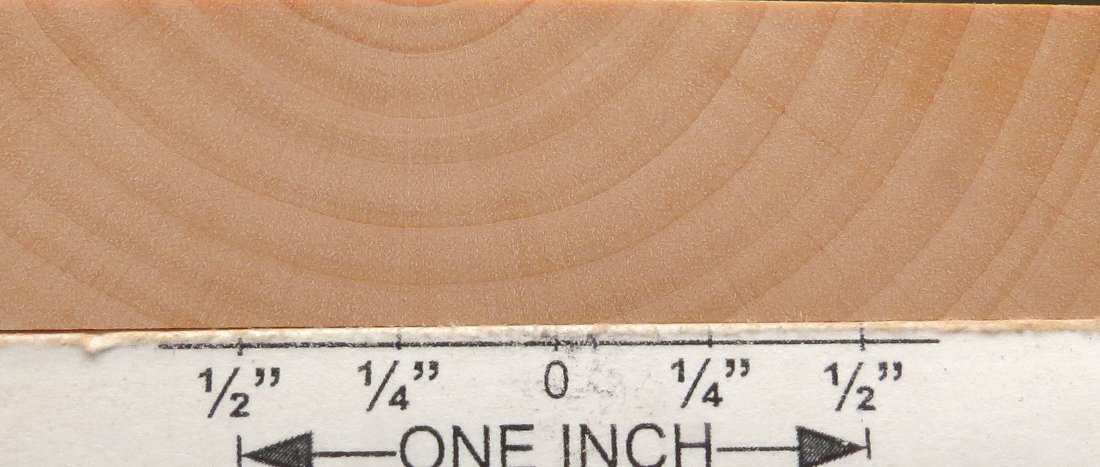 ½” ¼” 0 ¼” ½”
ONE INCH